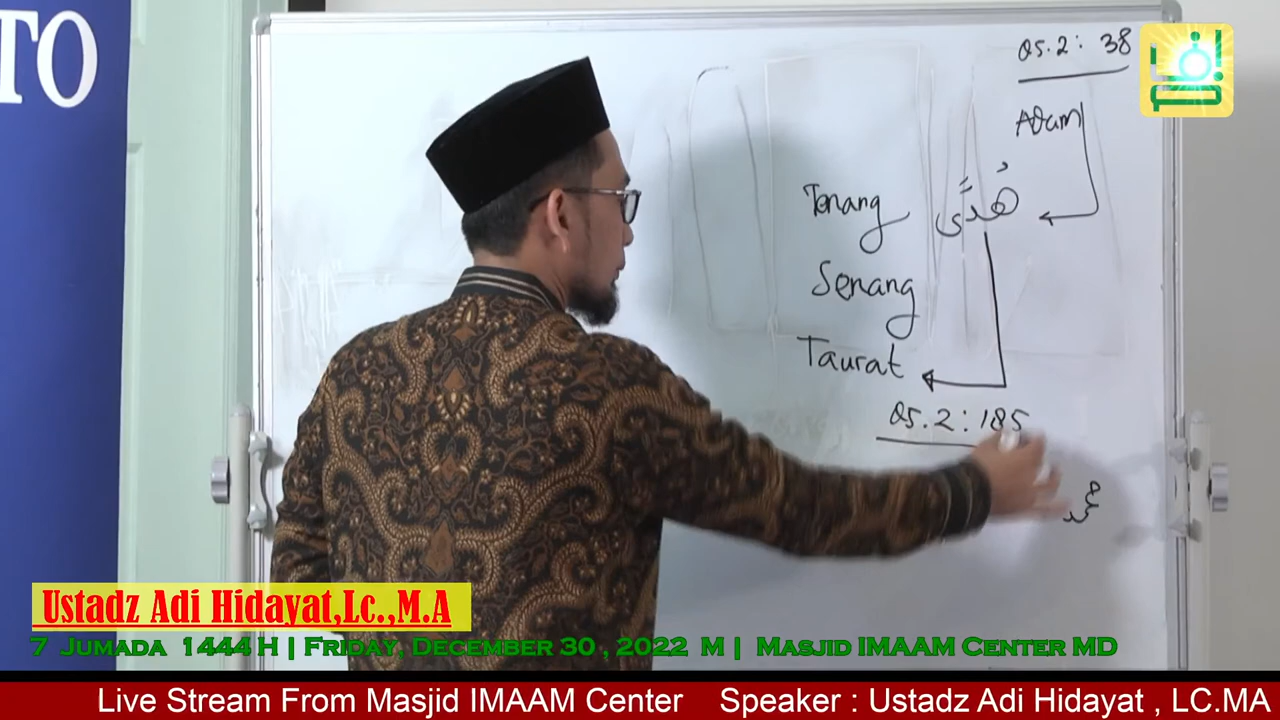 TO
QS.2: 38
Adam
Tenang هدى
Senang
Taurat
QS.2:185
Ustadz Adi Hidayat,Lc.,M.A
7 Jumada 1444 H | Friday, December 30 , 2022 M | Masjid IMAAM Center MD
Live Stream From Masjid IMAAM Center Speaker : Ustadz Adi Hidayat , LC.MA